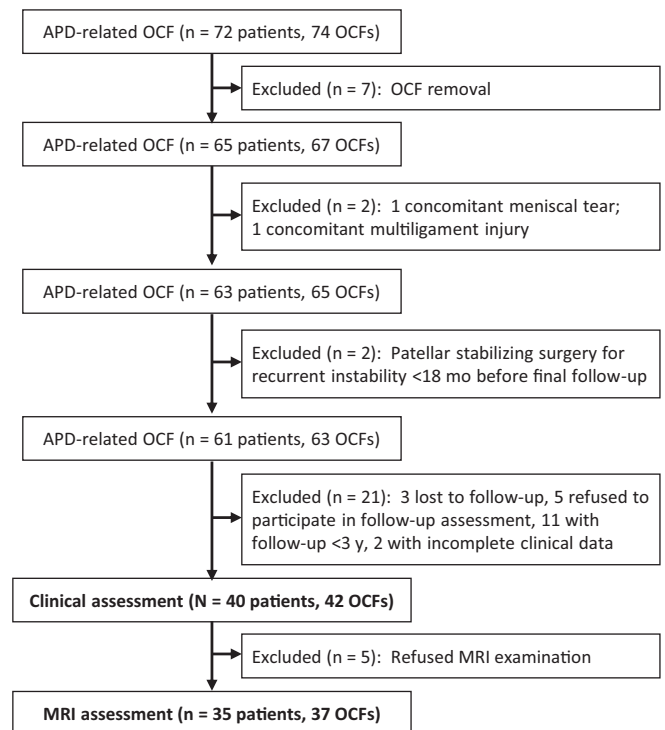 APD-related OCF (n = 72 patients, 74 OCFs)
Excluded (n = 7): OCF removal
APD-related OCF (n = 65 patients, 67 OCFs)
Excluded (n = 2): 1 concomitant meniscal tear;
1 concomitant multiligament injury
APD-related OCF (n = 63 patients, 65 OCFs)
Excluded (n = 2): Patellar stabilizing surgery for
recurrent instability <18 mo before final follow-up
APD-related OCF (n = 61 patients, 63 OCFs)
Excluded (n = 21): 3 lost to follow-up, 5 refused to
participate in follow-up assessment, 11 with
follow-up <3 y, 2 with incomplete clinical data
Clinical assessment (N = 40 patients, 42 OCFs)
Excluded (n = 5): Refused MRI examination
MRI assessment (n = 35 patients, 37 OCFs)